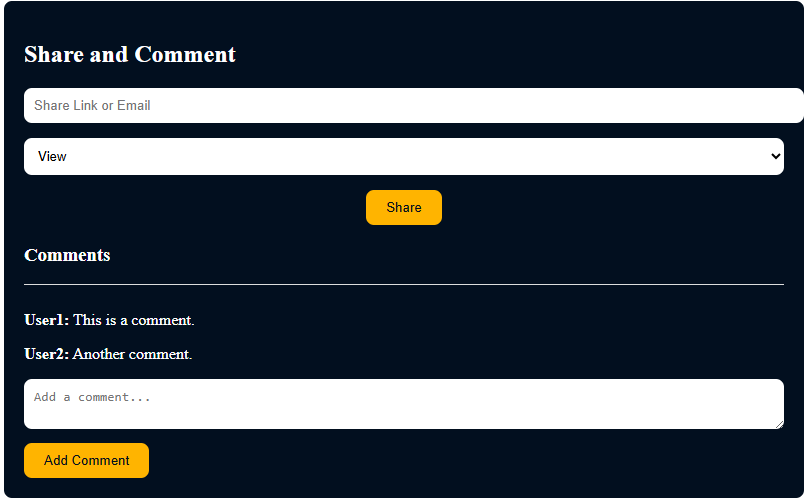 Share and Comment
Share Link or Email
View
Share
Comments
User1: This is a comment.
User2: Another comment.
Add a comment...
Add Comment